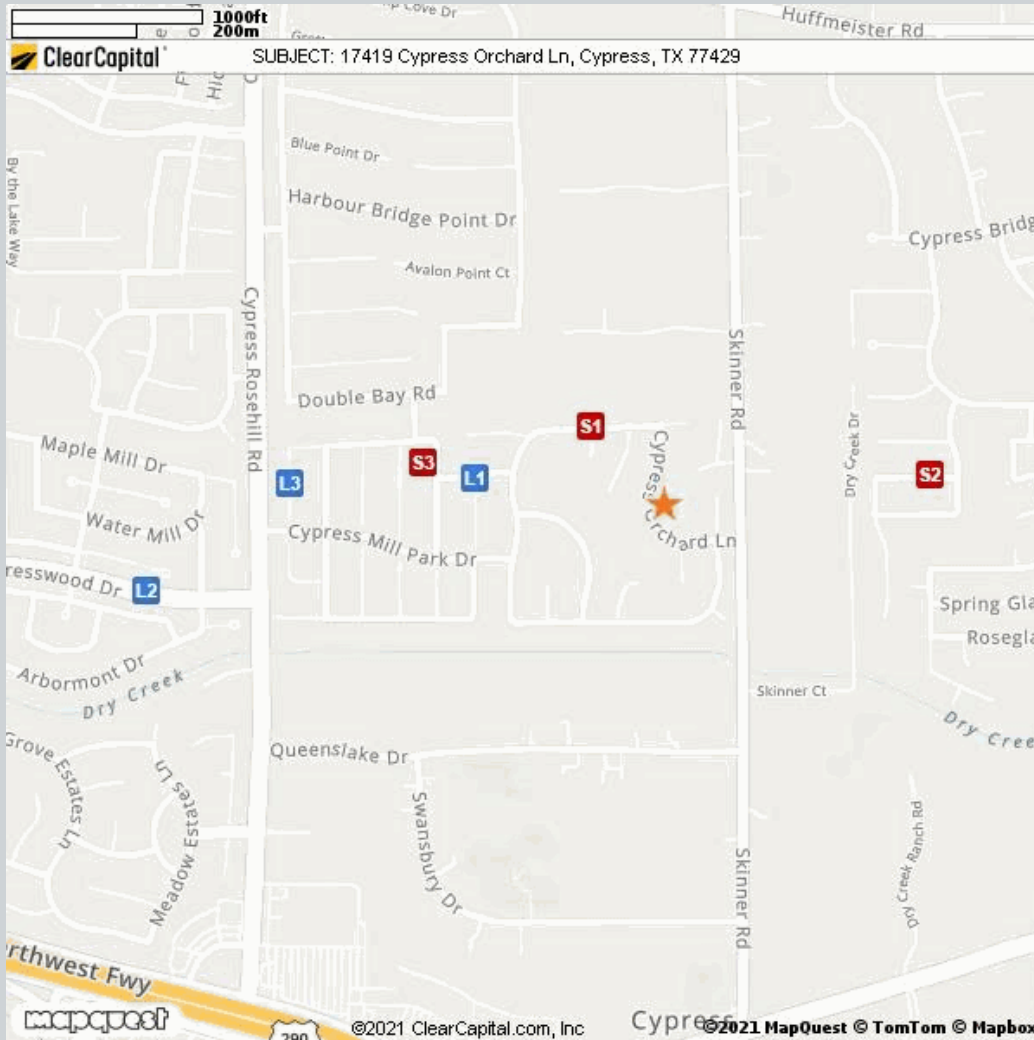 1000ft
200m
Huffmeister Rd
ClearCapital
SUBJECT: 17419 Cypress Orchard Ln, Cypress, TX 77429
Blue Point Dr
By the Lake Way
Harbour Bridge Point Dr
Cypress Bridg
Avalon Point Ct
Cypress Rosehill Rd
Skinner Rd
Double Bay Rd
S1
Cypress Orchard Ln
Dry Creek Dr
Maple Mill Dr
S3
L1
L3
S2
Water Mill Dr
Cypress Mill Park Dr
resswood Dr
L2
Spring Gla
Rosegla
Arbormont Dr
Dry Creek
Skinner Ct
Dry Cree
Grove Estates Ln
Queenslake Dr
Meadow Estates Ln
Swansbury Dr
Dry Creek Ranch Rd
Skinner Rd
rthwest Fwy
mapquest
290
©2021 ClearCapital.com, Inc
Cypress
©2021 MapQuest © TomTom © Mapbox